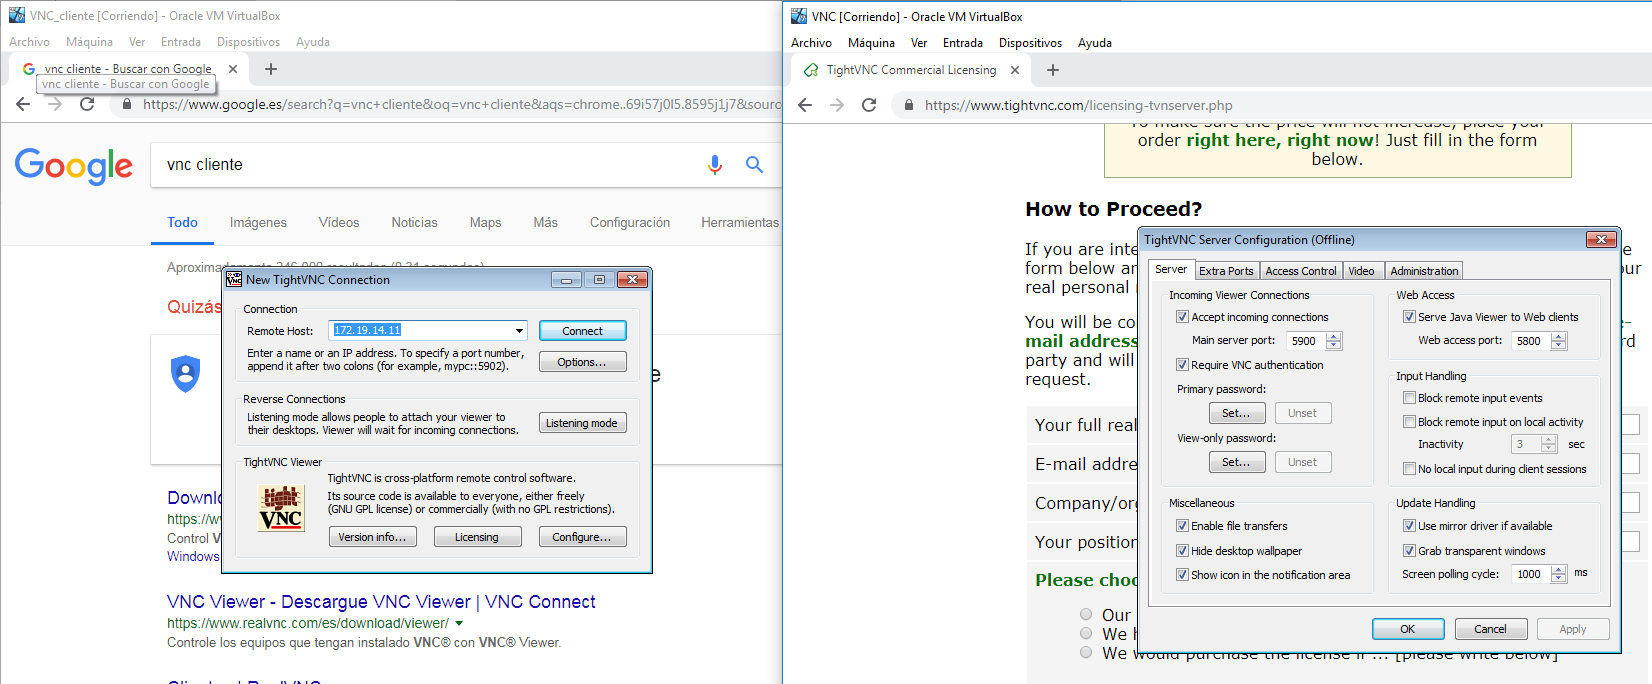 VNC_cliente [Corriendo] - Oracle VM VirtualBox
Archivo Máquina Ver Entrada Dispositivos Ayuda
vnc cliente - Buscar con Google
vnc cliente - Buscar con Google
https://www.google.es/search?q=vnc+cliente&oq=vnc+cliente&aqs=chrome..69i57j0l5.8595j1j7&sourc
Google
vnc cliente
Todo Imágenes Vídeos Noticias Maps Más Configuración Herramientas
Quizás
New TightVNC Connection
Connection
Remote Host: 172.19.14.11 Connect
Enter a name or an IP address. To specify a port number,
append it after two colons (for example, mypc::5902).
Options...
Reverse Connections
Listening mode allows people to attach your viewer to
their desktops. Viewer will wait for incoming connections.
Listening mode
TightVNC Viewer
tight VNC
TightVNC is cross-platform remote control software.
Its source code is available to everyone, either freely
(GNU GPL license) or commercially (with no GPL restrictions).
Version info... Licensing Configure...
Downlo
https://w
Control V
Windows,
VNC Viewer - Descargue VNC Viewer | VNC Connect
https://www.realvnc.com/es/download/viewer/
Controle los equipos que tengan instalado VNC® con VNC® Viewer.
VNC [Corriendo] - Oracle VM VirtualBox
Archivo Máquina Ver Entrada Dispositivos Ayuda
TightVNC Commercial Licensing
https://www.tightvnc.com/licensing-tvnserver.php
To make sure the price will not increase, place your
order right here, right now! Just fill in the form
below.
How to Proceed?
If you are inte
form below an
real personal
You will be co
mail address
party and will
request.
Your full real
E-mail addre
Company/org
Your position
Please choo
Our
We h
We would purchase the license if ... [please write below]
TightVNC Server Configuration (Offline)
Server Extra Ports Access Control Video Administration
Incoming Viewer Connections
Accept incoming connections
Main server port: 5900
Require VNC authentication
Primary password:
Set... Unset
View-only password:
Set... Unset
Miscellaneous
Enable file transfers
Hide desktop wallpaper
Show icon in the notification area
Web Access
Serve Java Viewer to Web clients
Web access port: 5800
Input Handling
Block remote input events
Block remote input on local activity
Inactivity 3 sec
No local input during client sessions
Update Handling
Use mirror driver if available
Grab transparent windows
Screen polling cycle: 1000 ms
OK Cancel Apply